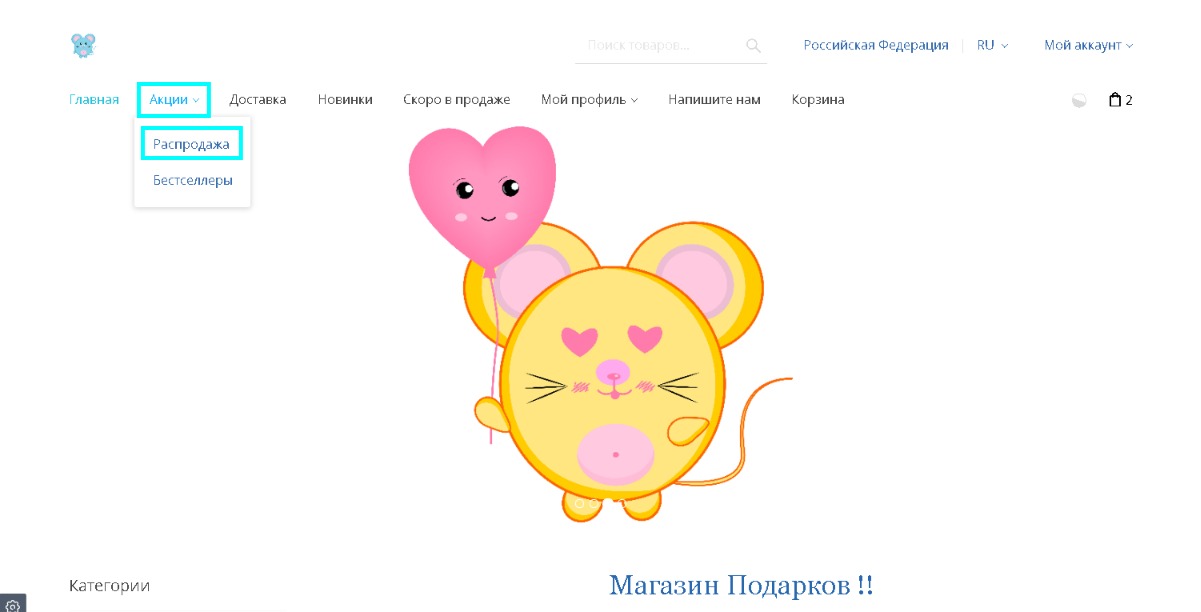 Поиск товаров...
Российская Федерация
RU
Мой аккаунт
Главная
Акции
Доставка
Новинки
Скоро в продаже
Мой профиль
Напишите нам
Корзина
2
Распродажа
Бестселлеры
Категории
Магазин Подарков !!